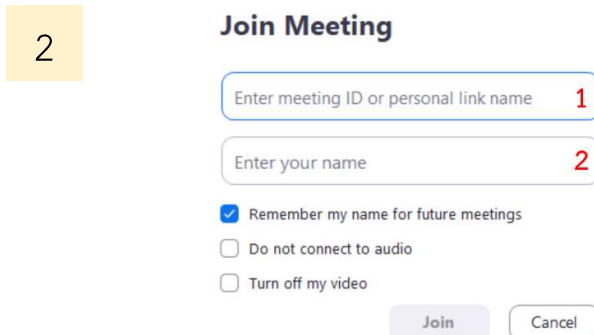 2
Join Meeting
Enter meeting ID or personal link name 1
Enter your name 2
Remember my name for future meetings
Do not connect to audio
Turn off my video
Join Cancel